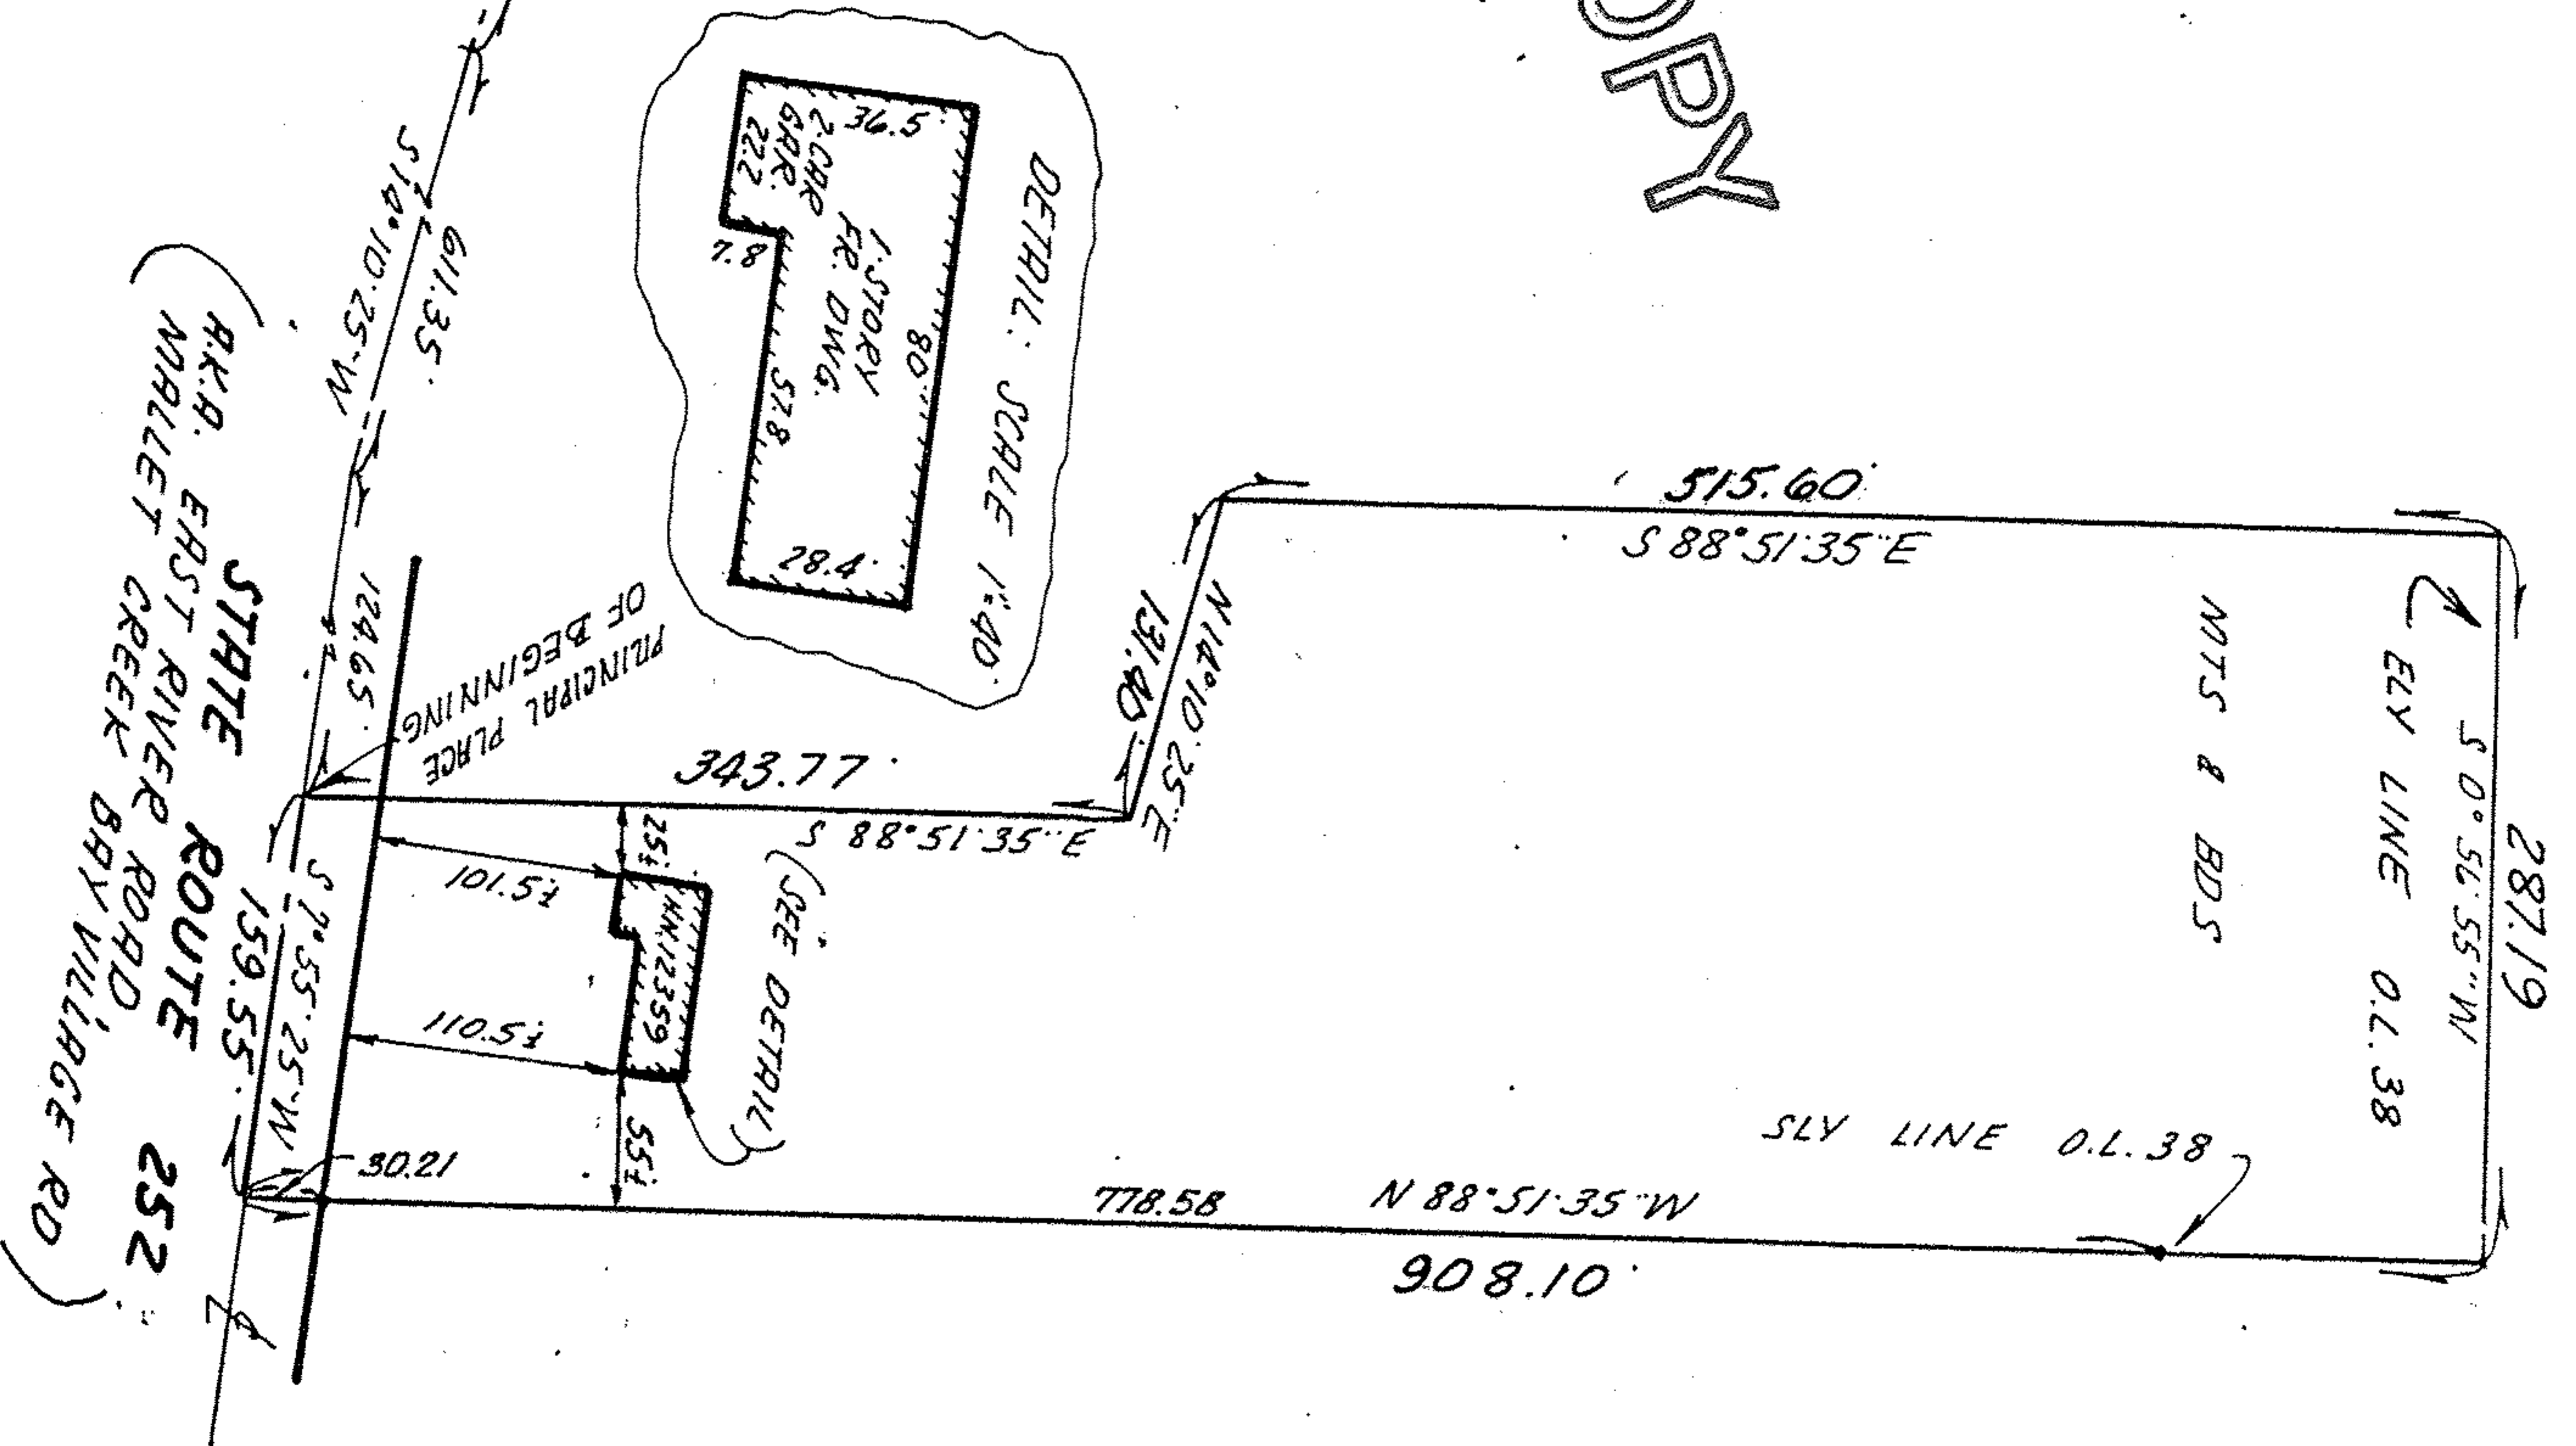 OPY
DETAIL: SCALE 1"=40'
36.5'
2-CAR
GAR.
22.2
7.8
1-STORY
FR. DWG.
80'
57.8
28.4'
611.35'
S 14°10'25"W
124.65'
PRINCIPAL PLACE
OF BEGINNING
STATE ROUTE 252
(A.K.A. EAST RIVER ROAD
MALLET CREEK BAY VILLAGE RD)
159.55'
S 7°55'25"W
343.77'
S 88°51'35"E
N 14°10'25"E
131.40'
515.60'
S 88°51'35"E
287.19
S 0°56'55"W
ELY LINE O.L. 38
MTS & BDS
25±
101.5±
HN.12359
(SEE DETAIL)
110.5±
55±
30.21
778.58
N 88°51'35"W
908.10'
SLY LINE O.L. 38